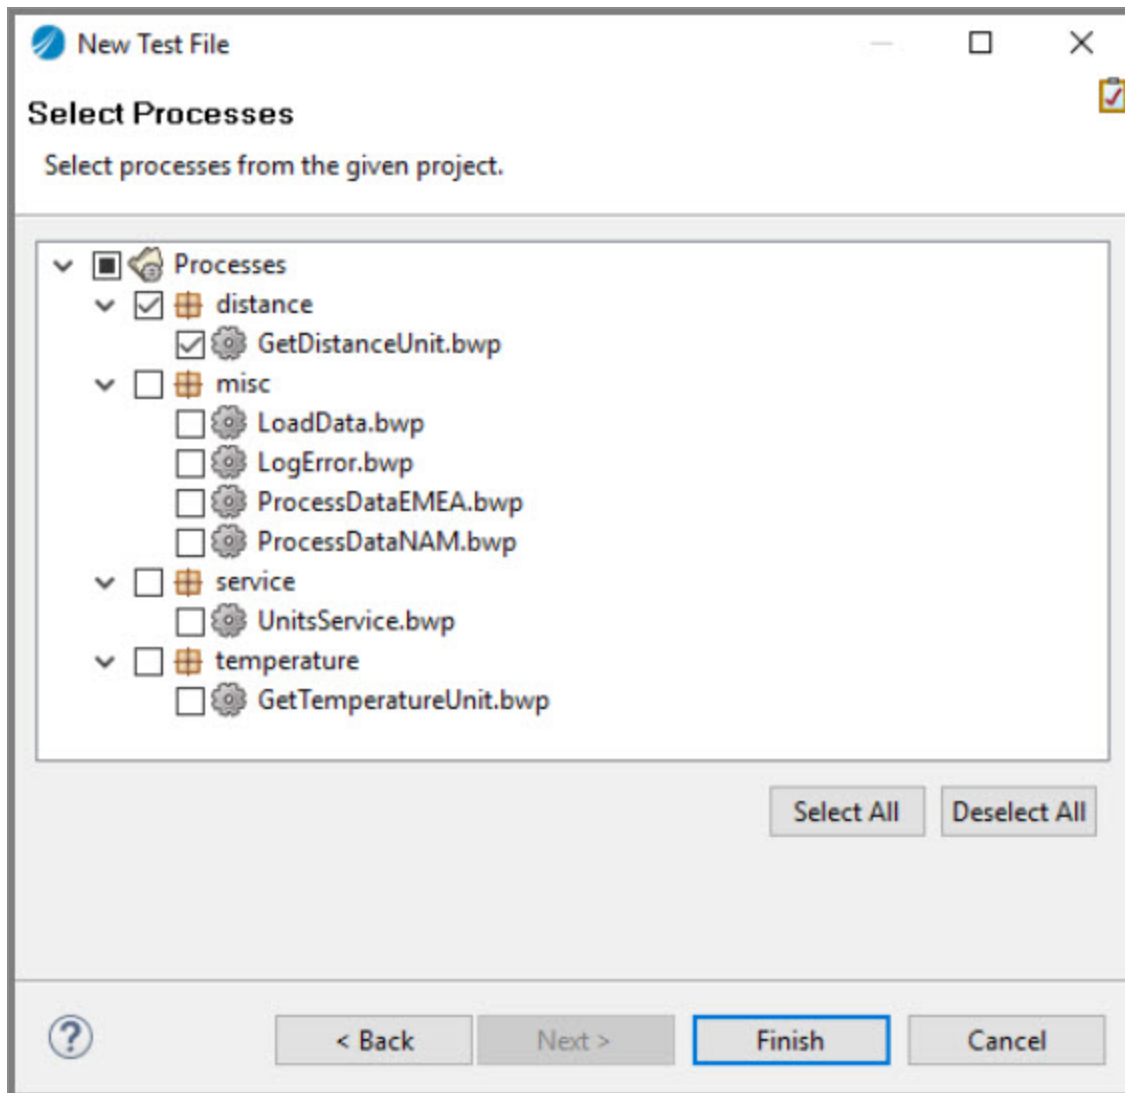 New Test File
Select Processes
Select processes from the given project.
Processes
distance
GetDistanceUnit.bwp
misc
LoadData.bwp
LogError.bwp
ProcessDataEMEA.bwp
ProcessDataNAM.bwp
service
UnitsService.bwp
temperature
GetTemperatureUnit.bwp
Select All Deselect All
? < Back Next > Finish Cancel